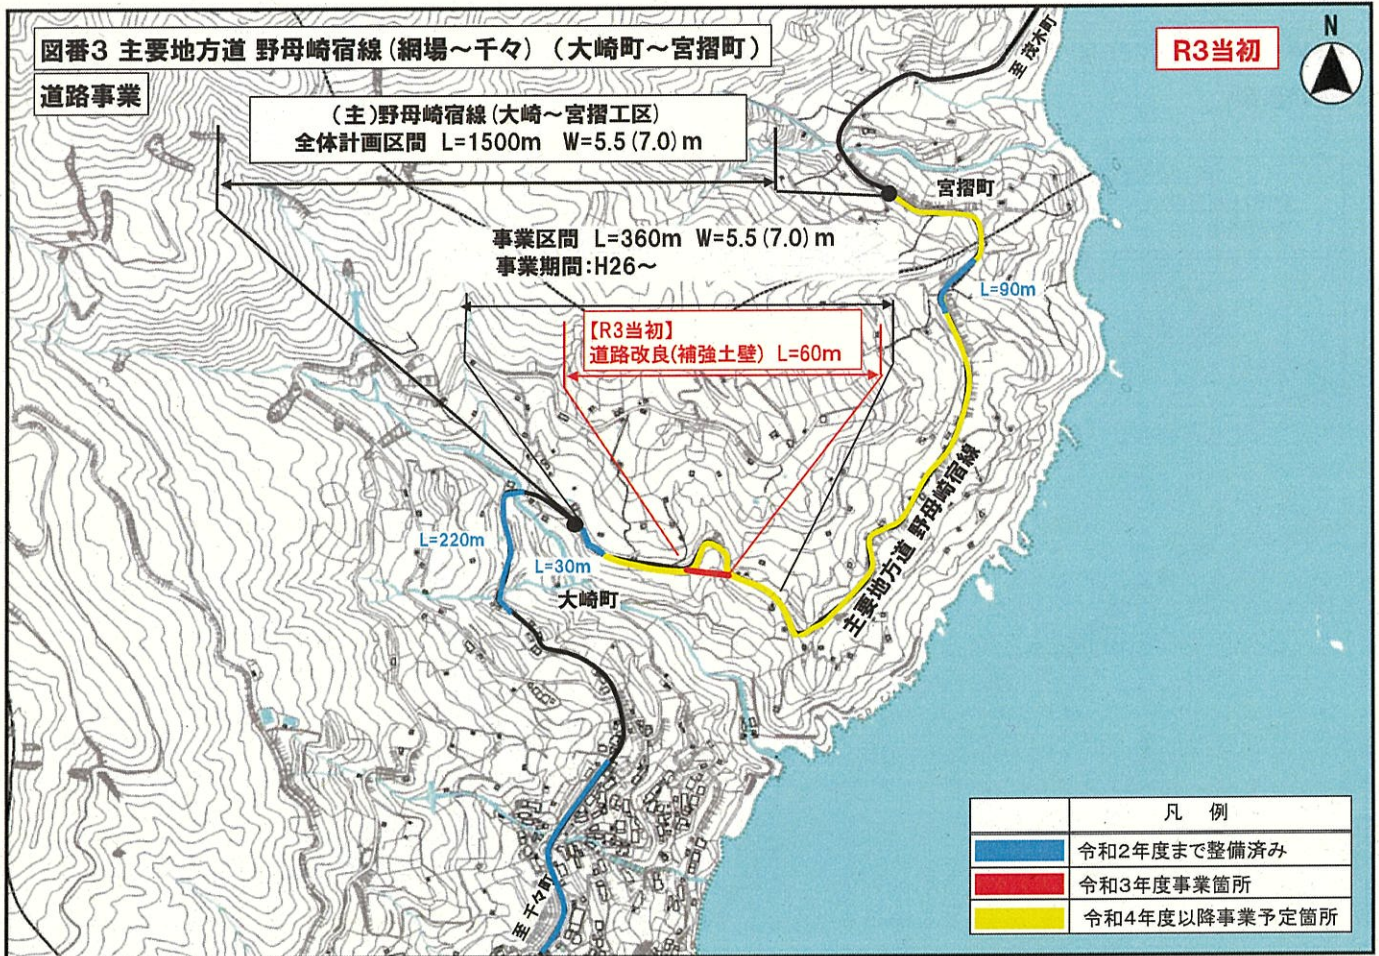 図番3 主要地方道 野母崎宿線(網場～千々) (大崎町～宮摺町)
道路事業
R3当初
N
(主)野母崎宿線(大崎～宮摺工区)
全体計画区間 L=1500m W=5.5(7.0)m
至 茂木町
宮摺町
事業区間 L=360m W=5.5(7.0)m
事業期間:H26～
L=90m
【R3当初】
道路改良(補強土壁) L=60m
L=220m
L=30m
大崎町
主要地方道 野母崎宿線
至 千々町
凡 例
令和2年度まで整備済み
令和3年度事業箇所
令和4年度以降事業予定箇所